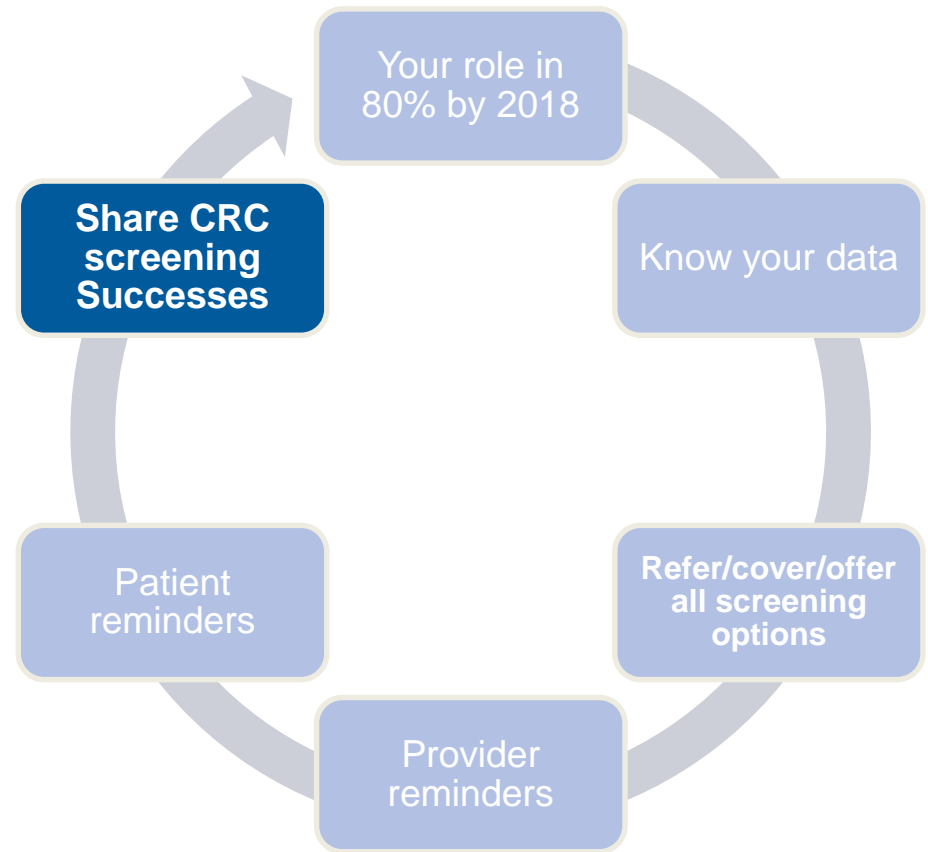 Your role in
80% by 2018
Know your data
Refer/cover/offer
all screening
options
Provider
reminders
Patient
reminders
Share CRC
screening
Successes